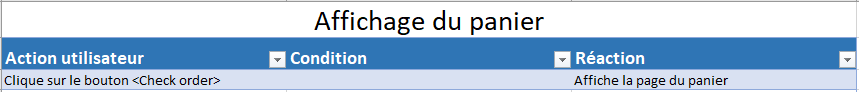 Affichage du panier
Action utilisateur Condition Réaction
Clique sur le bouton <Check order> Affiche la page du panier